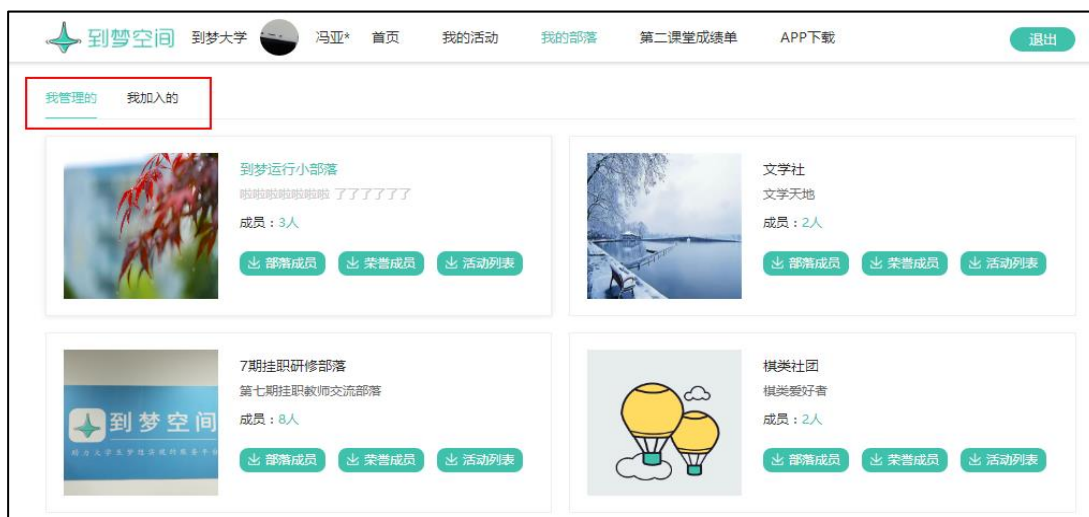 到梦空间 到梦大学 冯亚* 首页 我的活动 我的部落 第二课堂成绩单 APP下载 退出
我管理的 我加入的
到梦运行小部落
啦啦啦啦啦啦啦 了了了了了了
成员：3人
部落成员 荣誉成员 活动列表
文学社
文学天地
成员：2人
部落成员 荣誉成员 活动列表
到梦空间
7期挂职研修部落
第七期挂职教师交流部落
成员：8人
部落成员 荣誉成员 活动列表
棋类社团
棋类爱好者
成员：2人
部落成员 荣誉成员 活动列表